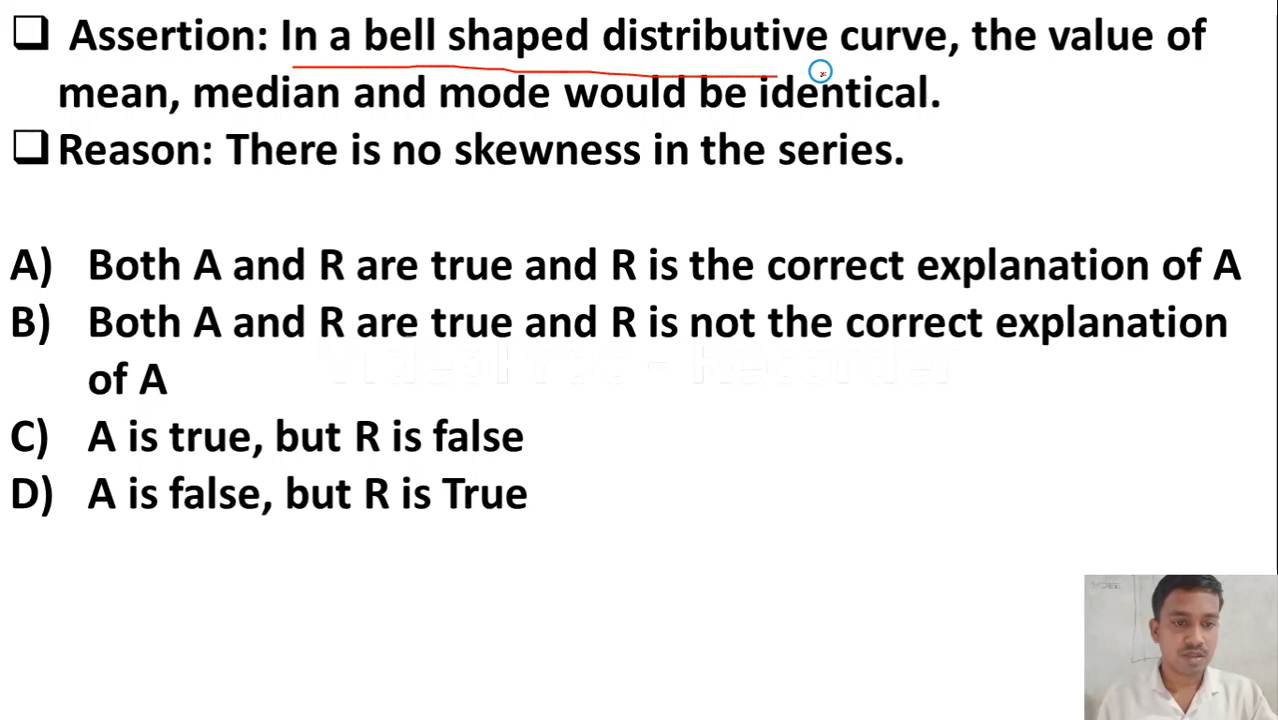 ❑ Assertion: In a bell shaped distributive curve, the value of
mean, median and mode would be identical.
❑ Reason: There is no skewness in the series.
A) Both A and R are true and R is the correct explanation of A
B) Both A and R are true and R is not the correct explanation
of A
C) A is true, but R is false
D) A is false, but R is True
VideoProc - Recorder